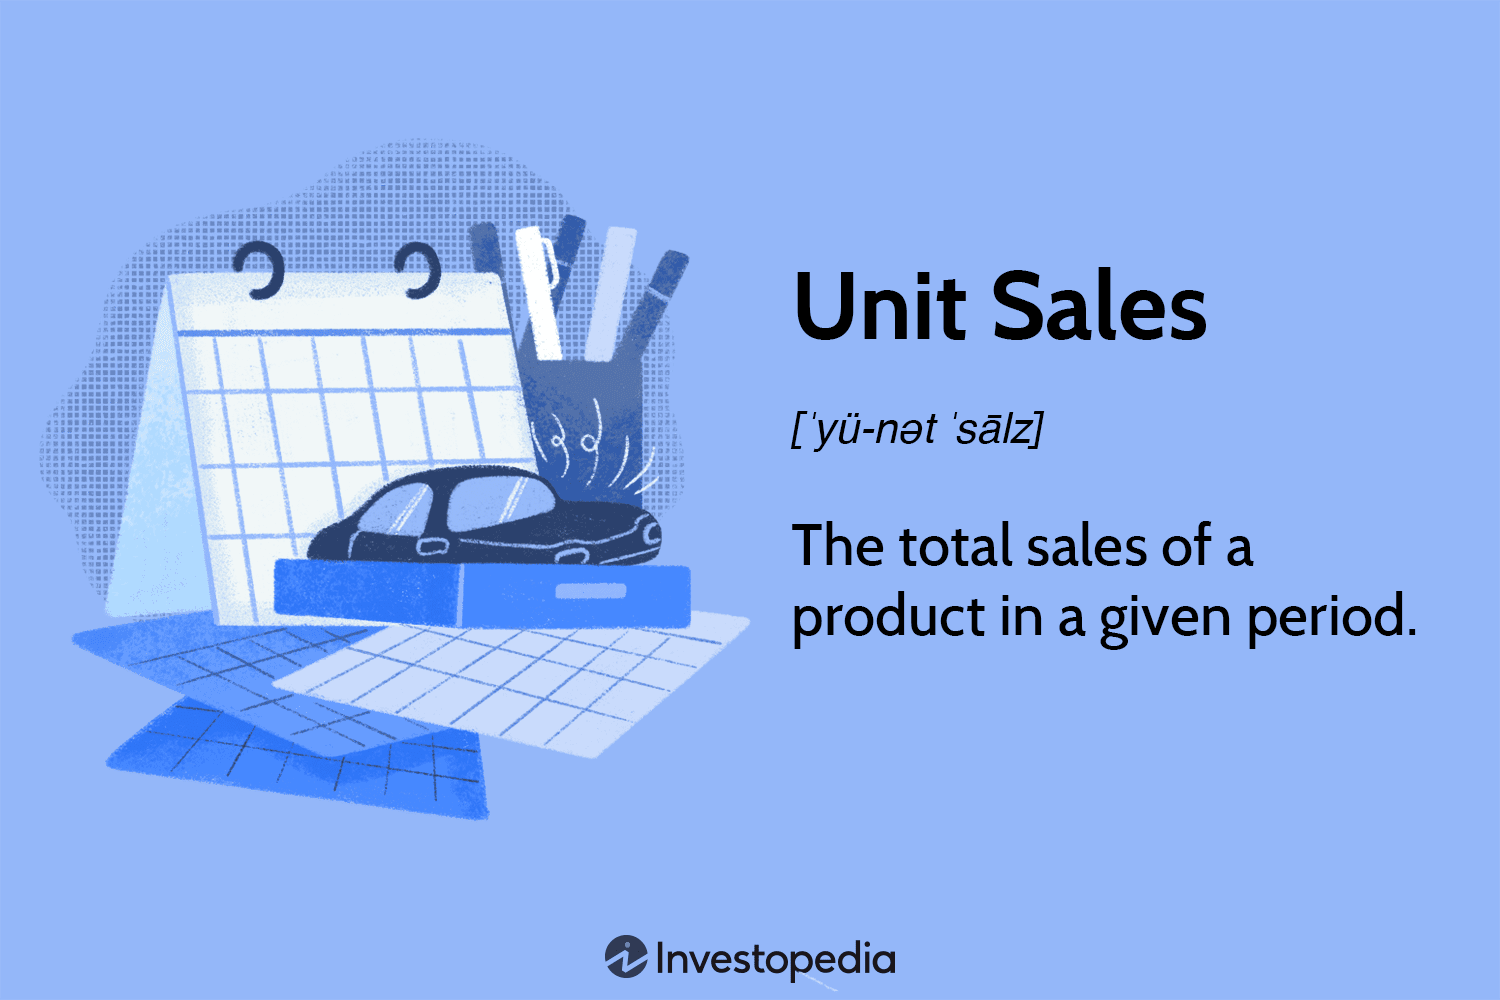 Unit Sales
[ˈyü-nət ˈsālz]
The total sales of a
product in a given period.
Investopedia